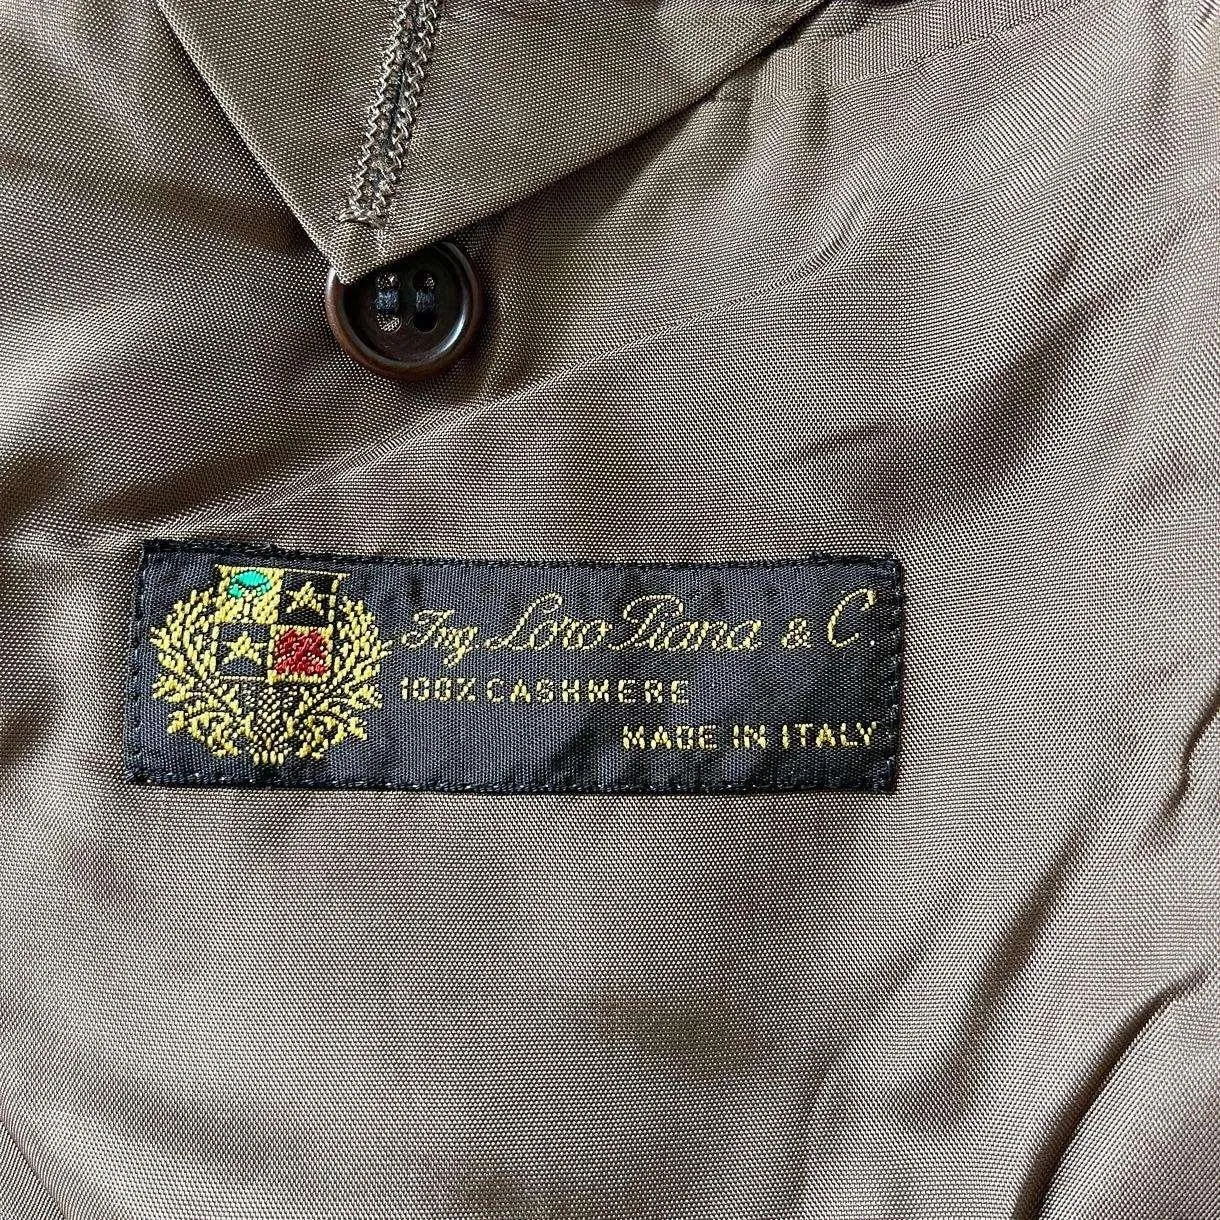 Ing Loro Piana & C.
100% CASHMERE
MADE IN ITALY